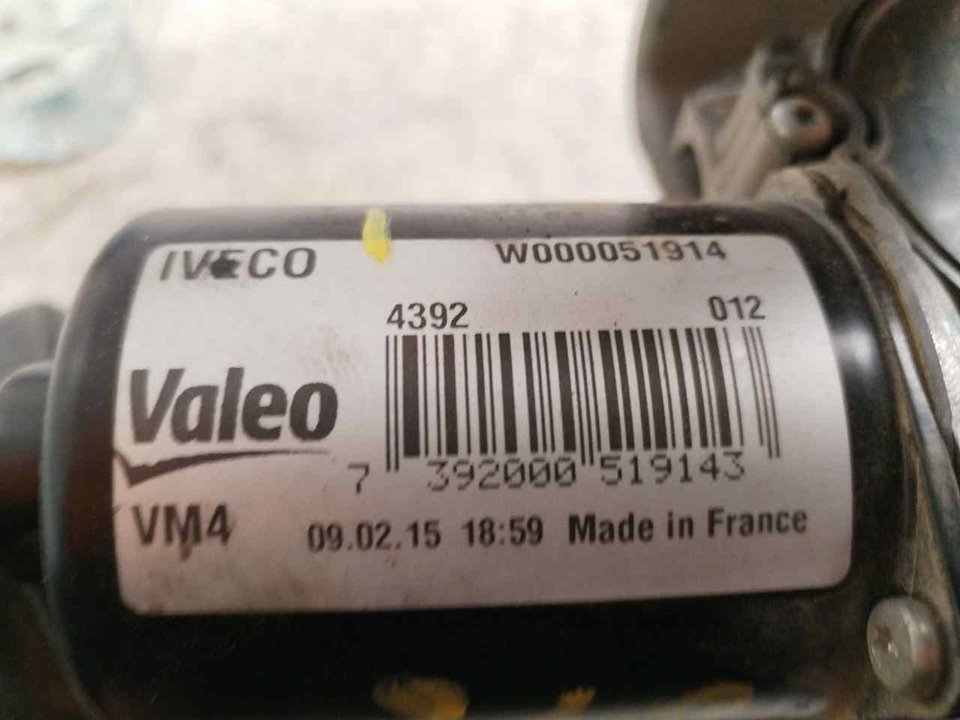 IVECO W000051914
4392 012
Valeo
7 392000 519143
VM4 09.02.15 18:59 Made in France